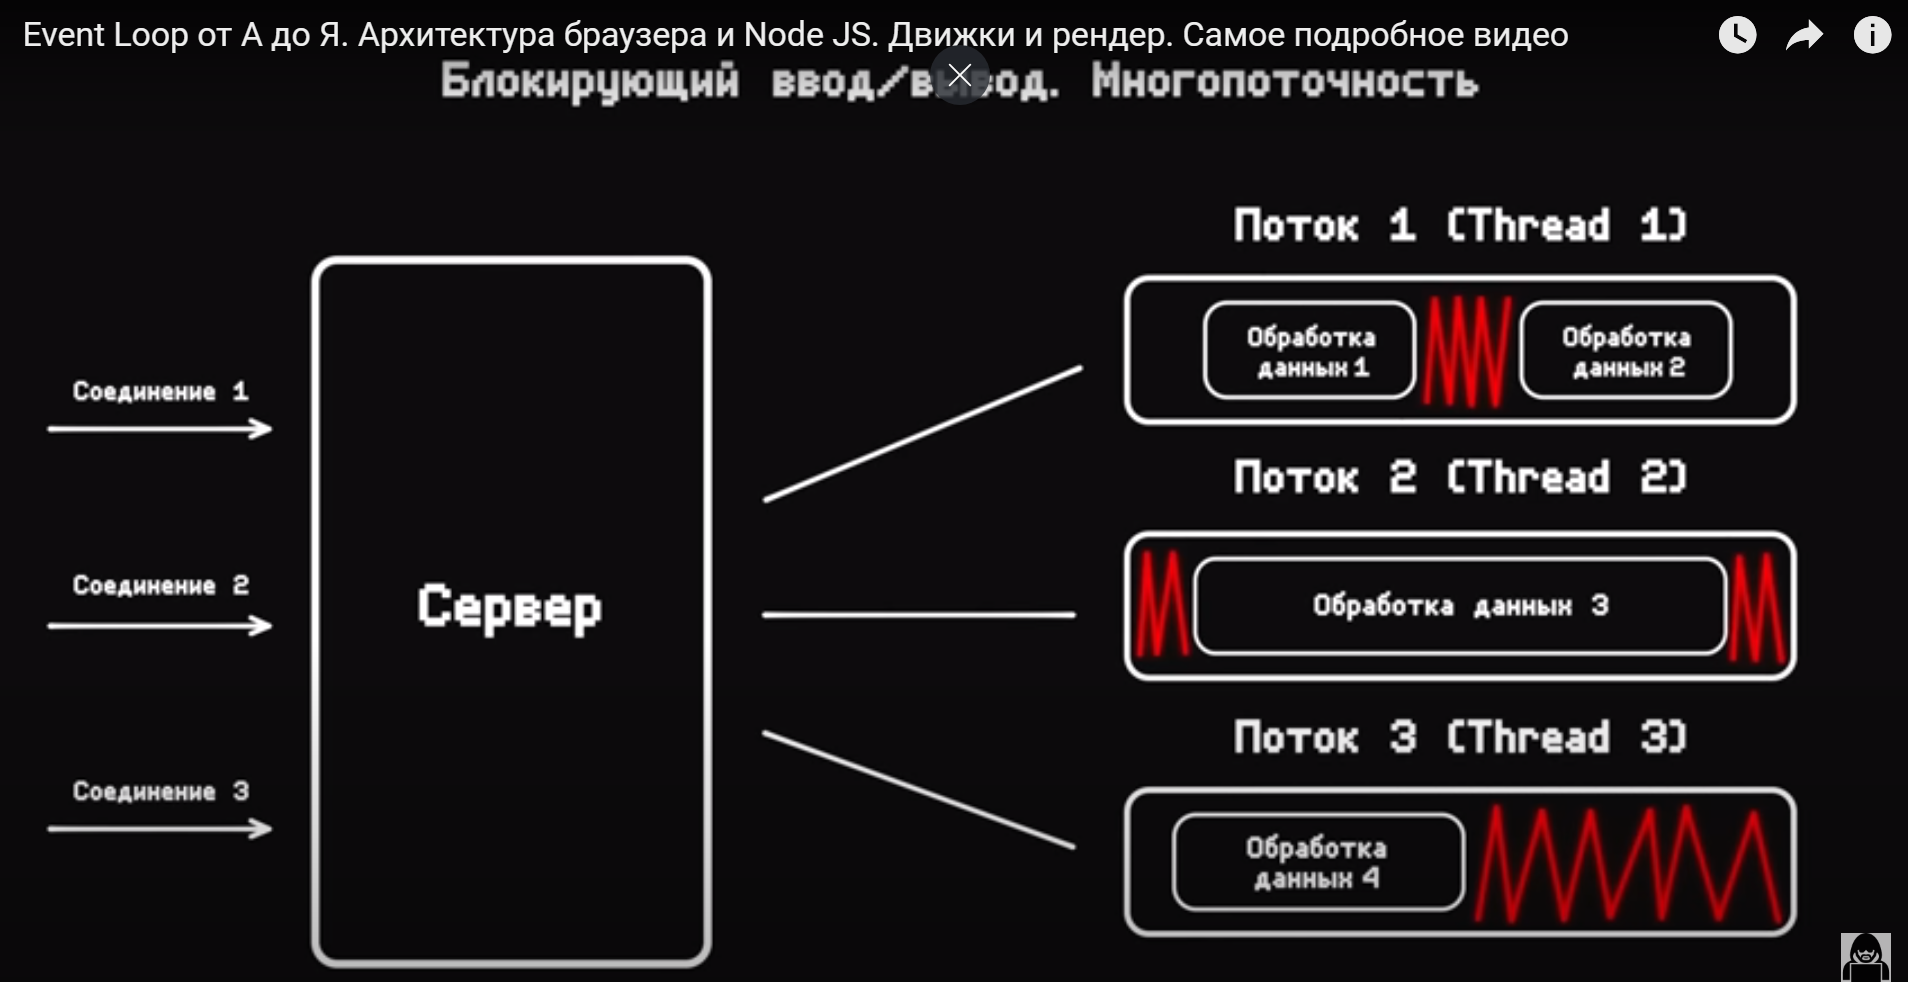 Event Loop от А до Я. Архитектура браузера и Node JS. Движки и рендер. Самое подробное видео
Блокирующий ввод/вывод. Многопоточность
Соединение 1
Соединение 2
Соединение 3
Сервер
Поток 1 (Thread 1)
Обработка
данных 1
Обработка
данных 2
Поток 2 (Thread 2)
Обработка данных 3
Поток 3 (Thread 3)
Обработка
данных 4